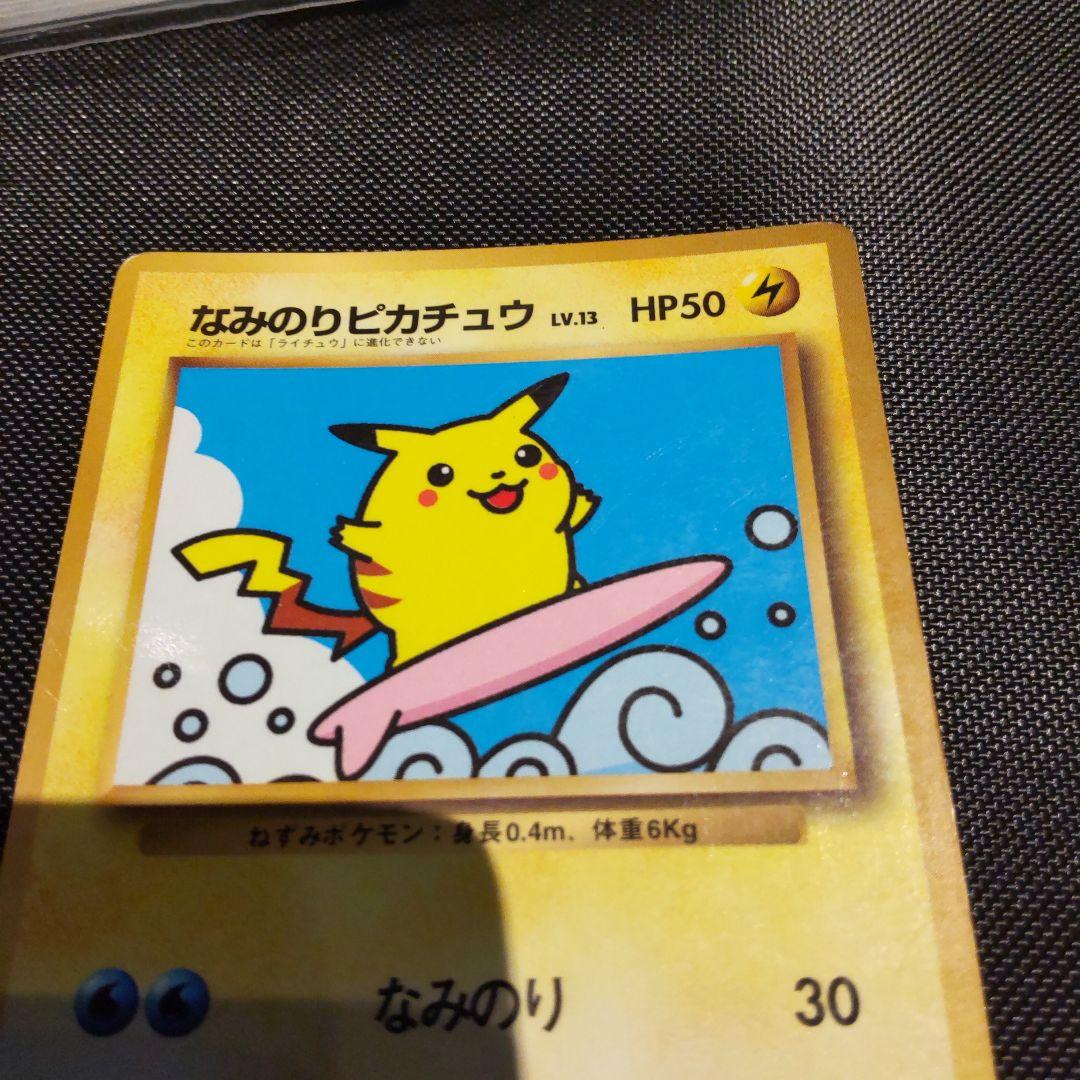 なみのりピカチュウ LV.13 HP50
このカードは「ライチュウ」に進化できない
ねずみポケモン：身長0.4m、体重6Kg
なみのり 30